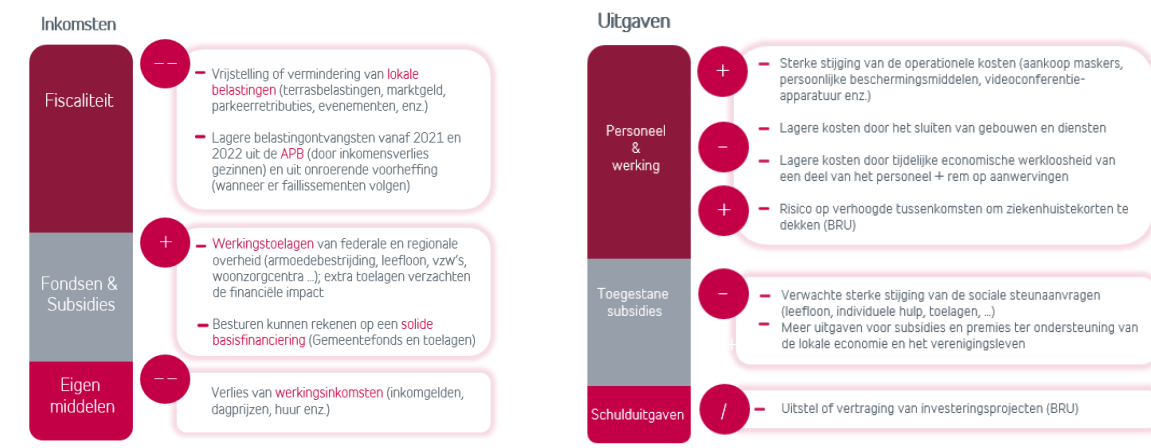 Inkomsten
Fiscaliteit
– –
– Vrijstelling of vermindering van lokale
belastingen (terrasbelastingen, marktgeld,
parkeerretributies, evenementen, enz.)
– Lagere belastingontvangsten vanaf 2021 en
2022 uit de APB (door inkomensverlies
gezinnen) en uit onroerende voorheffing
(wanneer er faillissementen volgen)
Fondsen &
Subsidies
+
– Werkingstoelagen van federale en regionale
overheid (armoedebestrijding, leefloon, vzw's,
woonzorgcentra ...); extra toelagen verzachten
de financiële impact
– Besturen kunnen rekenen op een solide
basisfinanciering (Gemeentefonds en toelagen)
Eigen
middelen
– –
Verlies van werkingsinkomsten (inkomgelden,
dagprijzen, huur enz.)
Uitgaven
Personeel
&
werking
+
– Sterke stijging van de operationele kosten (aankoop maskers,
persoonlijke beschermingsmiddelen, videoconferentie-
apparatuur enz.)
–
– Lagere kosten door het sluiten van gebouwen en diensten
– Lagere kosten door tijdelijke economische werkloosheid van
een deel van het personeel + rem op aanwervingen
+
– Risico op verhoogde tussenkomsten om ziekenhuistekorten te
dekken (BRU)
Toegestane
subsidies
–
– Verwachte sterke stijging van de sociale steunaanvragen
(leefloon, individuele hulp, toelagen, ...)
– Meer uitgaven voor subsidies en premies ter ondersteuning van
de lokale economie en het verenigingsleven
+
Schulduitgaven
/
– Uitstel of vertraging van investeringsprojecten (BRU)